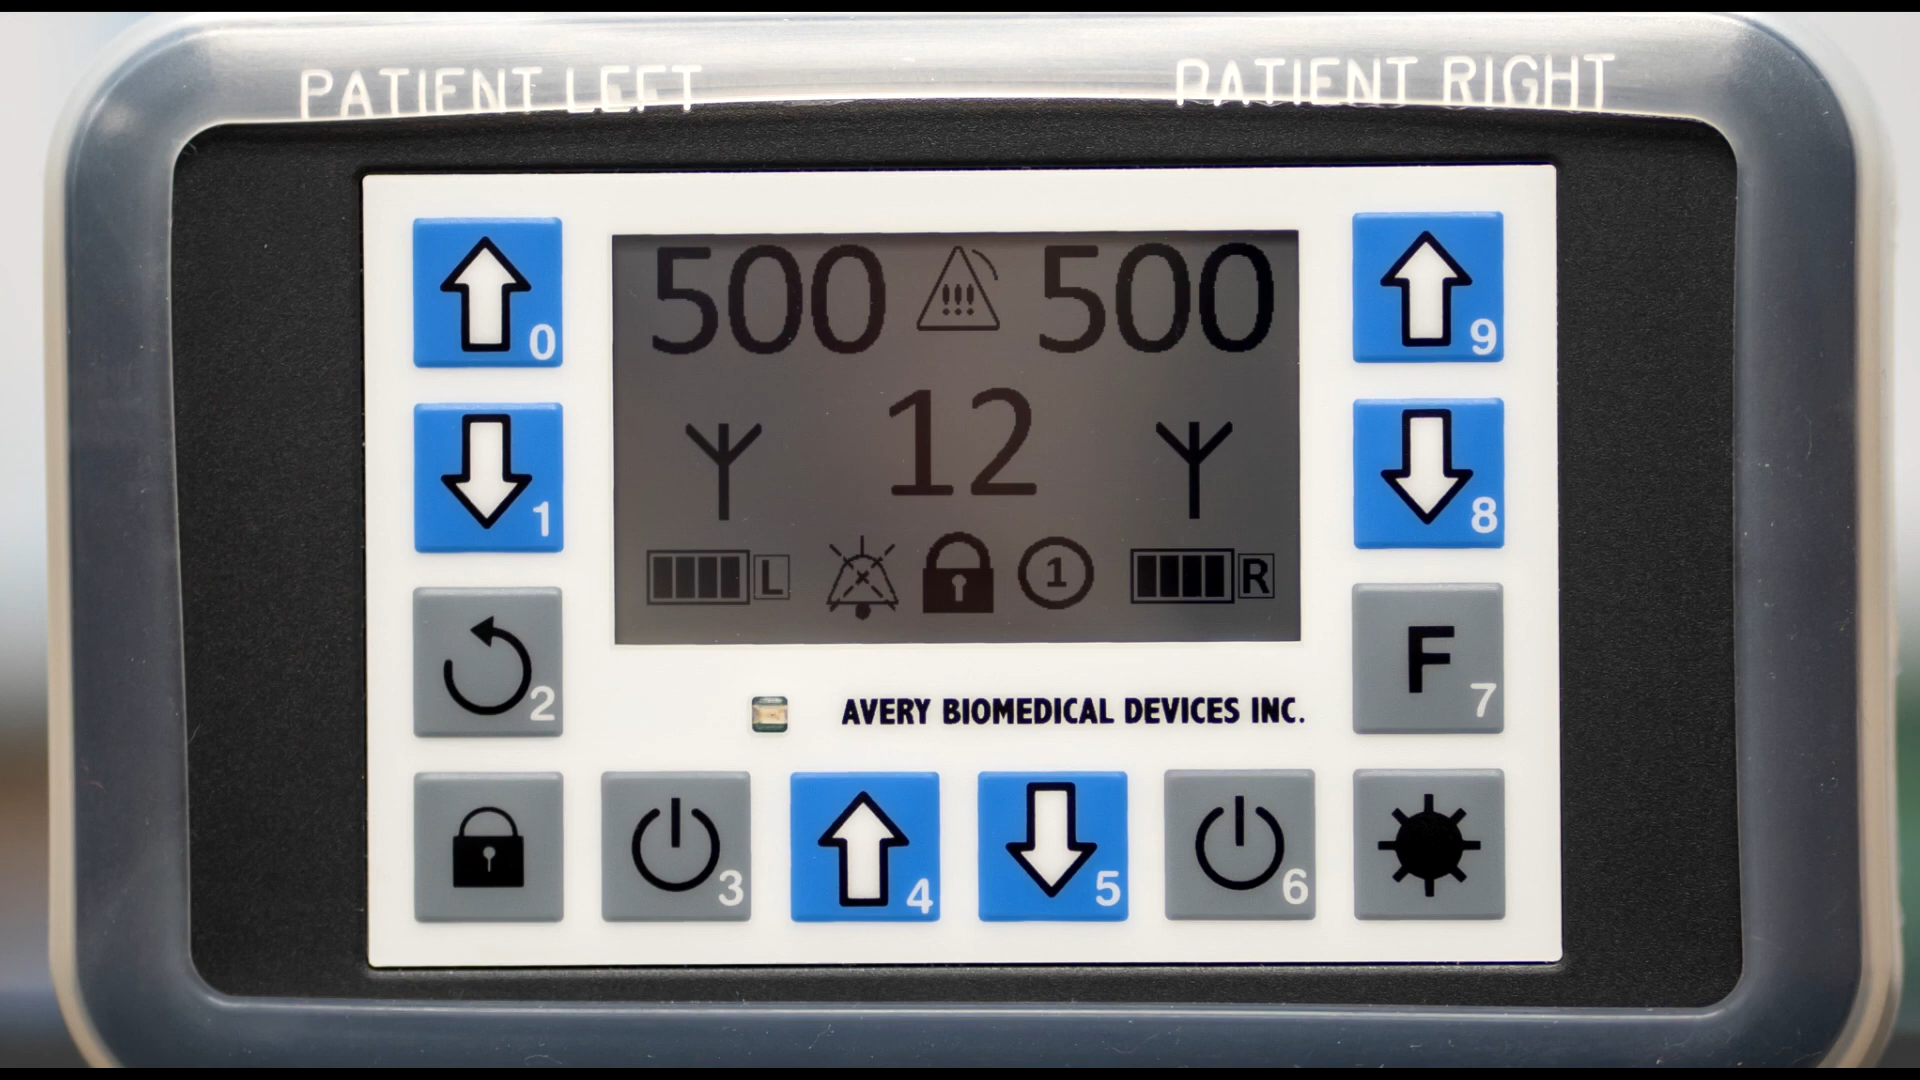 PATIENT LEFT PATIENT RIGHT
500 500
12
L 1 R
0
1
2
9
8
F 7
AVERY BIOMEDICAL DEVICES INC.
3 4 5 6